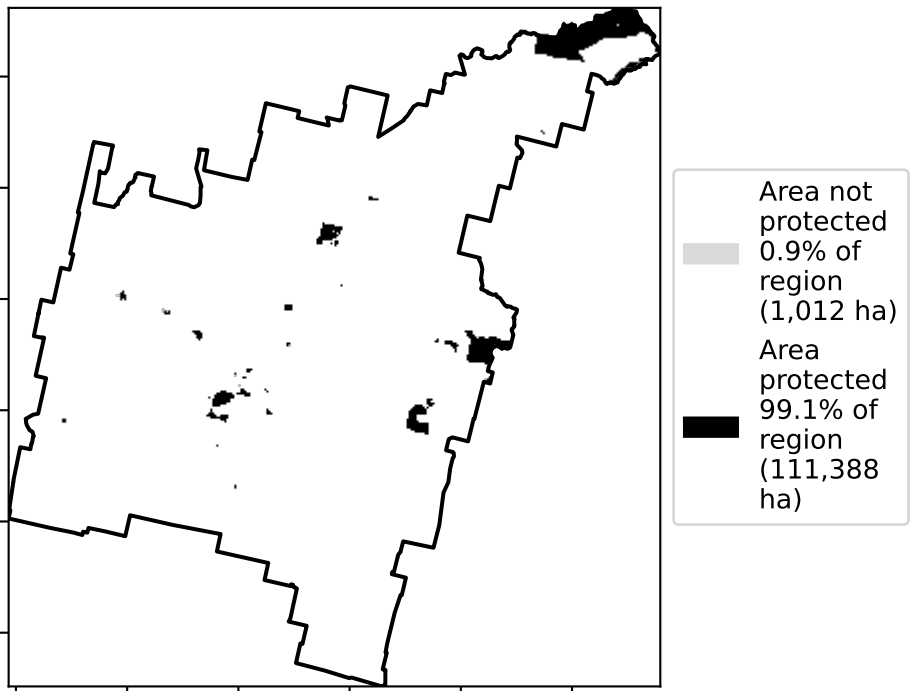 Area not
protected
0.9% of
region
(1,012 ha)
Area
protected
99.1% of
region
(111,388
ha)